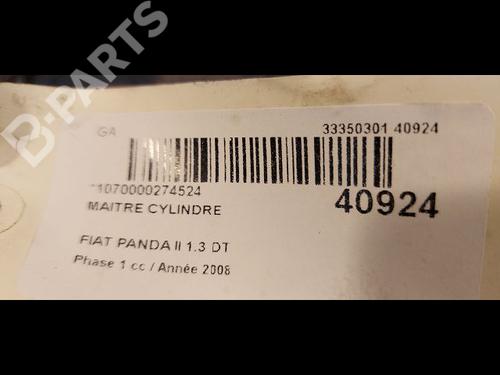 B-PARTS
GA
33350301 40924
*1070000274524
MAITRE CYLINDRE
40924
FIAT PANDA II 1.3 DT
Phase 1 cc / Année 2008